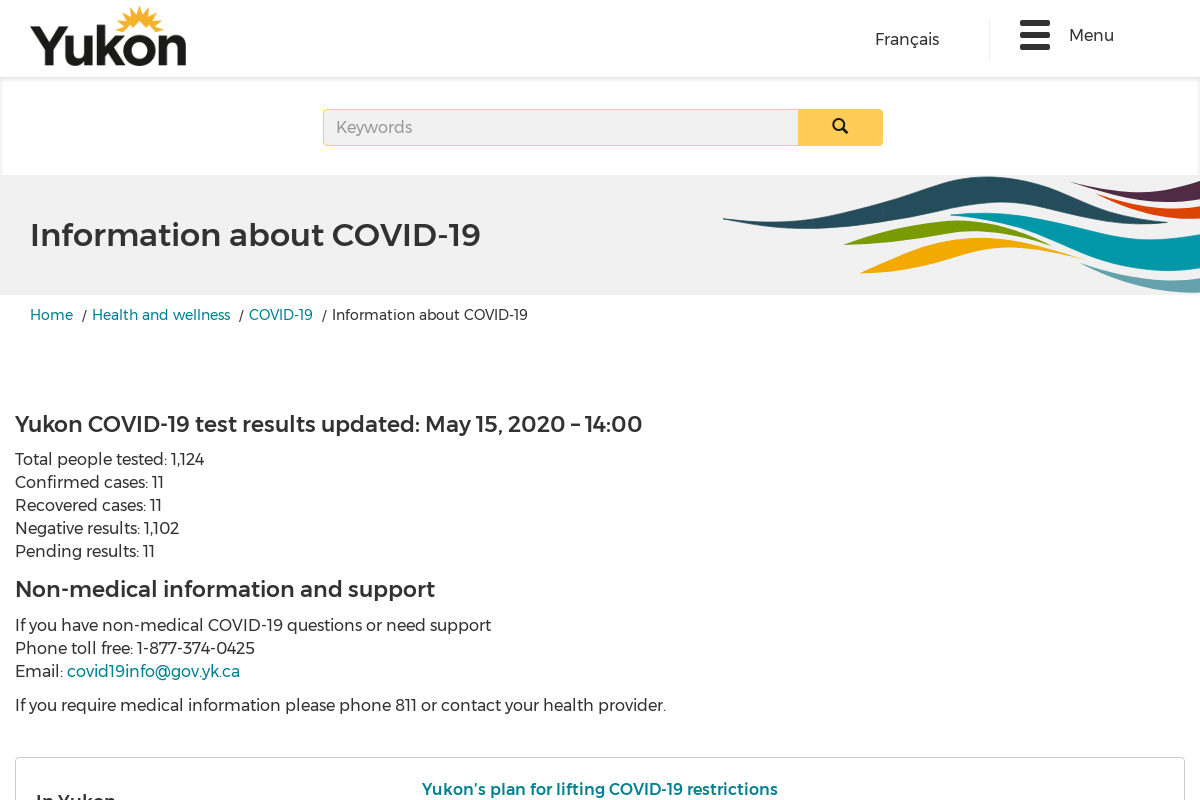 Yukon
Français
Menu
Keywords
Information about COVID-19
Home / Health and wellness / COVID-19 / Information about COVID-19
Yukon COVID-19 test results updated: May 15, 2020 – 14:00
Total people tested: 1,124
Confirmed cases: 11
Recovered cases: 11
Negative results: 1,102
Pending results: 11
Non-medical information and support
If you have non-medical COVID-19 questions or need support
Phone toll free: 1-877-374-0425
Email: covid19info@gov.yk.ca
If you require medical information please phone 811 or contact your health provider.
Yukon's plan for lifting COVID-19 restrictions
In Yukon